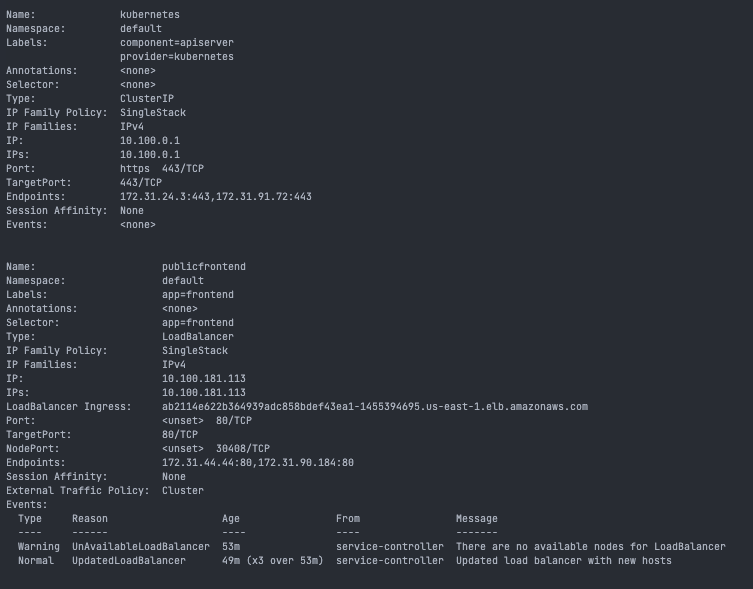 Name:              kubernetes
Namespace:         default
Labels:            component=apiserver
                   provider=kubernetes
Annotations:       <none>
Selector:          <none>
Type:              ClusterIP
IP Family Policy:  SingleStack
IP Families:       IPv4
IP:                10.100.0.1
IPs:               10.100.0.1
Port:              https  443/TCP
TargetPort:        443/TCP
Endpoints:         172.31.24.3:443,172.31.91.72:443
Session Affinity:  None
Events:            <none>


Name:                     publicfrontend
Namespace:                default
Labels:                   app=frontend
Annotations:              <none>
Selector:                 app=frontend
Type:                     LoadBalancer
IP Family Policy:         SingleStack
IP Families:              IPv4
IP:                       10.100.181.113
IPs:                      10.100.181.113
LoadBalancer Ingress:     ab2114e622b364939adc858bdef43ea1-1455394695.us-east-1.elb.amazonaws.com
Port:                     <unset>  80/TCP
TargetPort:               80/TCP
NodePort:                 <unset>  30408/TCP
Endpoints:                172.31.44.44:80,172.31.90.184:80
Session Affinity:         None
External Traffic Policy:  Cluster
Events:
  Type     Reason                   Age                From                Message
  ----     ------                   ----               ----                -------
  Warning  UnAvailableLoadBalancer  53m                service-controller  There are no available nodes for LoadBalancer
  Normal   UpdatedLoadBalancer      49m (x3 over 53m)  service-controller  Updated load balancer with new hosts